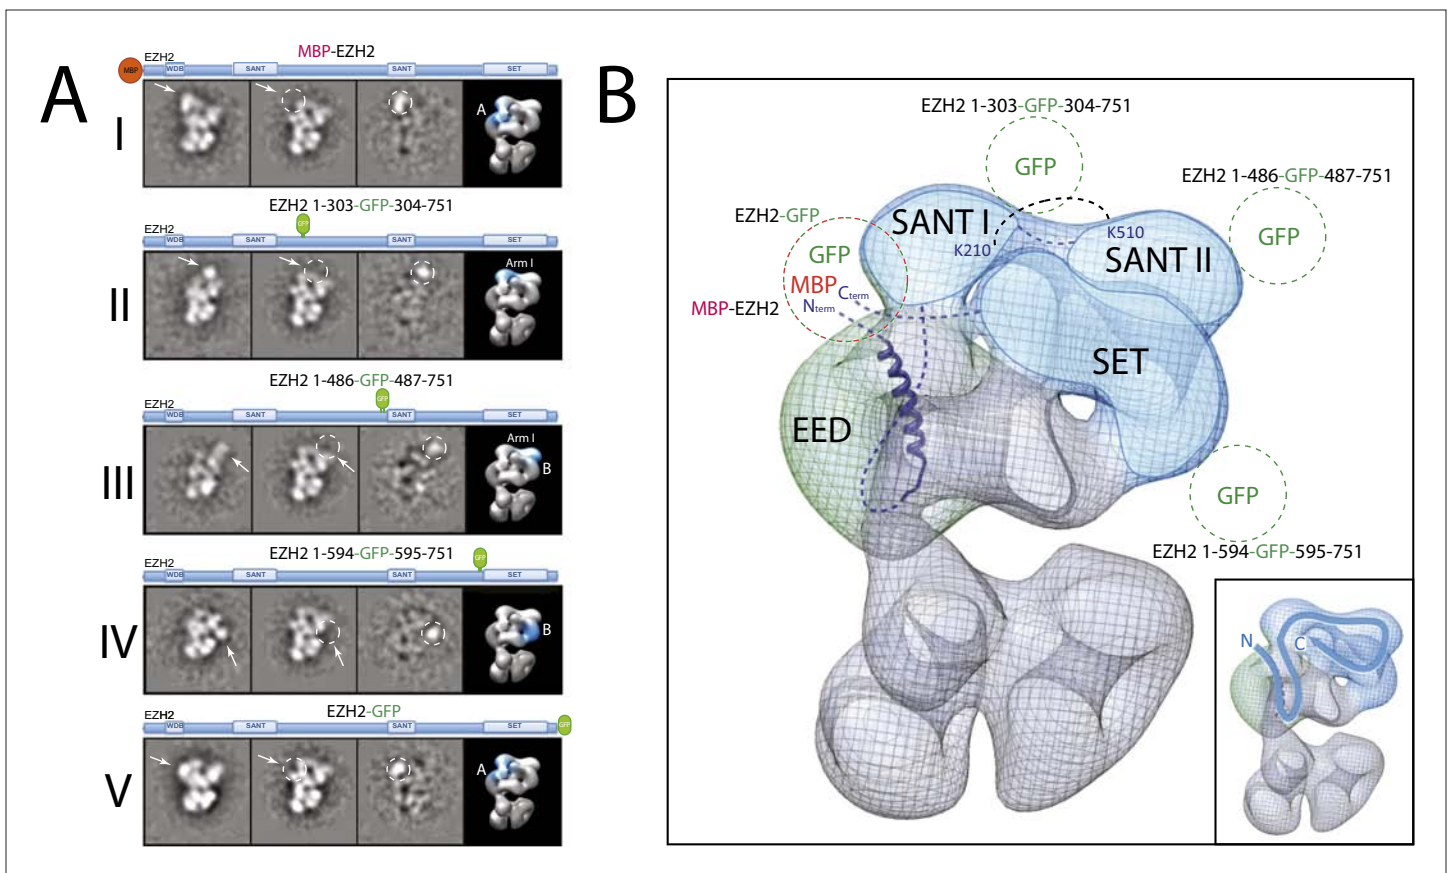 A
B
MBP-EZH2
EZH2
MBP
WDB SANT SANT SET
I
A
EZH2 1-303-GFP-304-751
GFP
EZH2
WDB SANT SANT SET
II
Arm I
EZH2 1-486-GFP-487-751
GFP
EZH2
WDB SANT SANT SET
III
Arm I
B
EZH2 1-594-GFP-595-751
GFP
EZH2
WDB SANT SANT SET
IV
B
EZH2-GFP
EZH2
WDB SANT SANT SET
GFP
V
A
EZH2 1-303-GFP-304-751
GFP
EZH2 1-486-GFP-487-751
GFP
EZH2-GFP
GFP
MBP
Cterm
Nterm
MBP-EZH2
SANT I
K210
K510
SANT II
SET
EED
GFP
EZH2 1-594-GFP-595-751
N
C